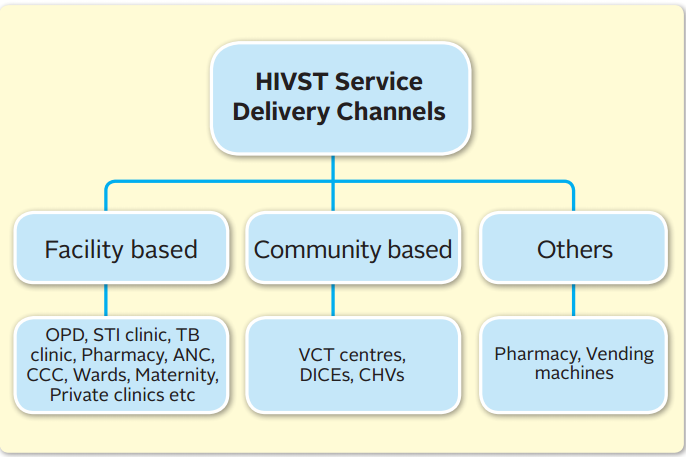 HIVST Service
Delivery Channels
Facility based
Community based
Others
OPD, STI clinic, TB
clinic, Pharmacy, ANC,
CCC, Wards, Maternity,
Private clinics etc
VCT centres,
DICEs, CHVs
Pharmacy, Vending
machines